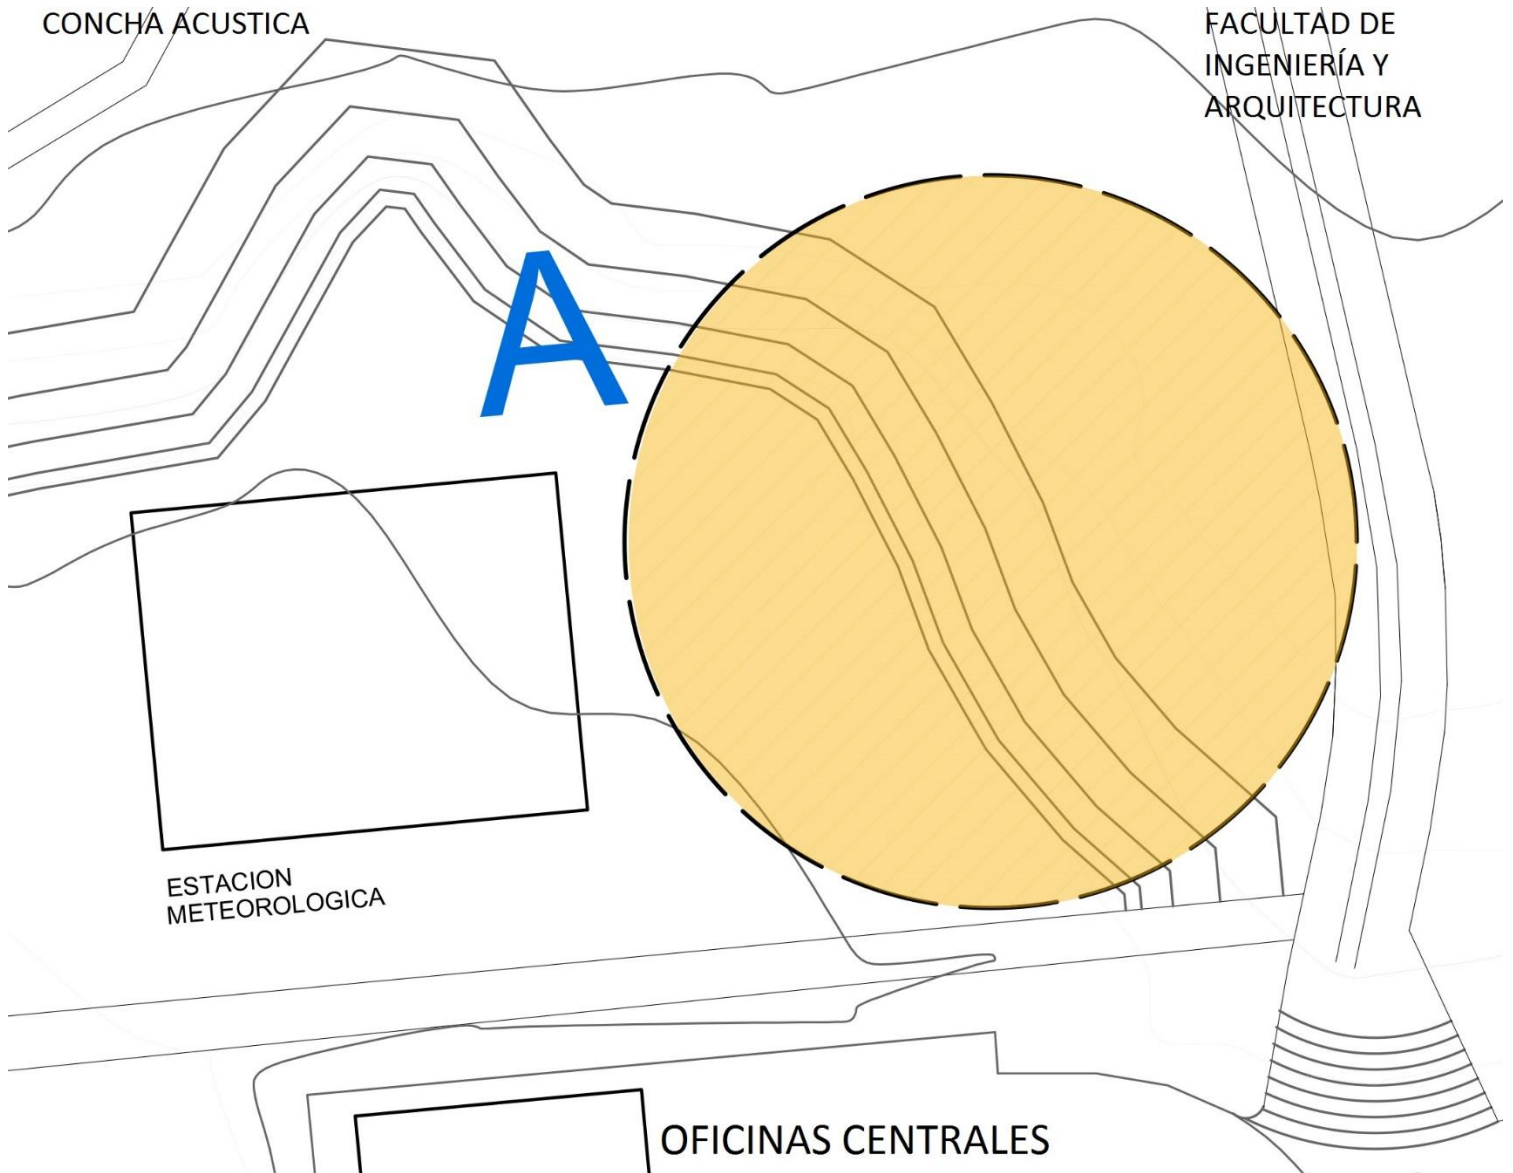 CONCHA ACUSTICA
FACULTAD DE
INGENIERÍA Y
ARQUITECTURA
A
ESTACION
METEOROLOGICA
OFICINAS CENTRALES